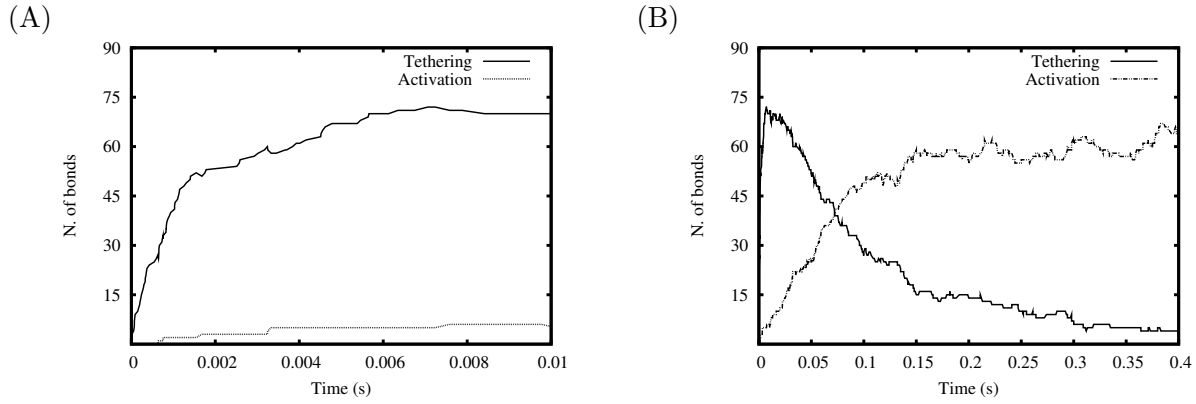 (A)
90
75
60
45
30
15
N. of bonds
0
0.002
0.004
0.006
0.008
0.01
Time (s)
Tethering
Activation
(B)
90
75
60
45
30
15
N. of bonds
0
0.05
0.1
0.15
0.2
0.25
0.3
0.35
0.4
Time (s)
Tethering
Activation